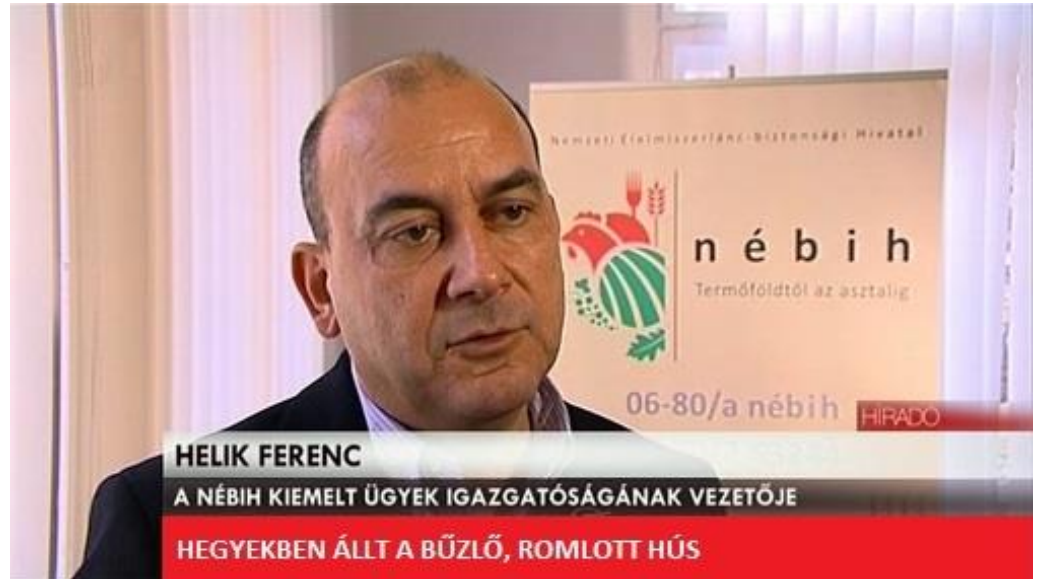 Nemzeti Élelmiszerlánc-biztonsági Hivatal
n é b i h
Termőföldtől az asztalig
06-80/a nébih
HÍRADÓ
HELIK FERENC
A NÉBIH KIEMELT ÜGYEK IGAZGATÓSÁGÁNAK VEZETŐJE
HEGYEKBEN ÁLLT A BŰZLŐ, ROMLOTT HÚS